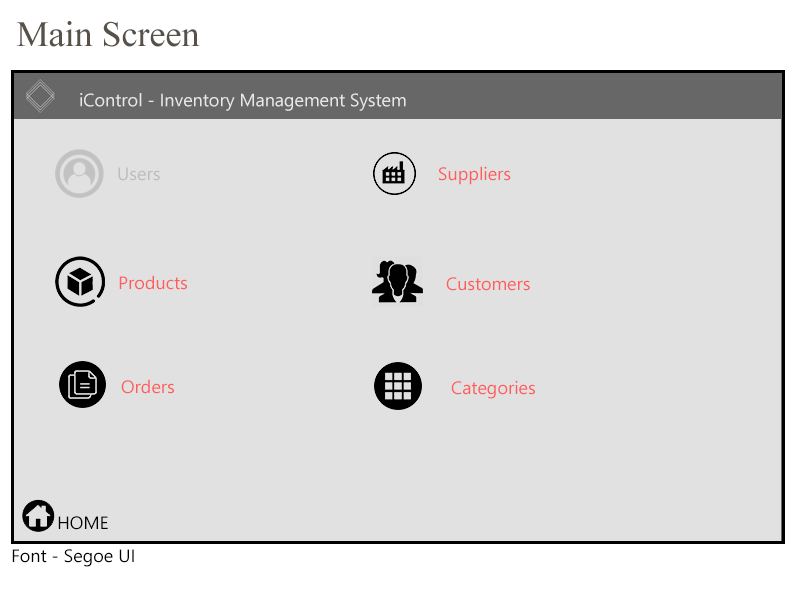 Main Screen
iControl - Inventory Management System
Users
Suppliers
Products
Customers
Orders
Categories
HOME
Font - Segoe UI